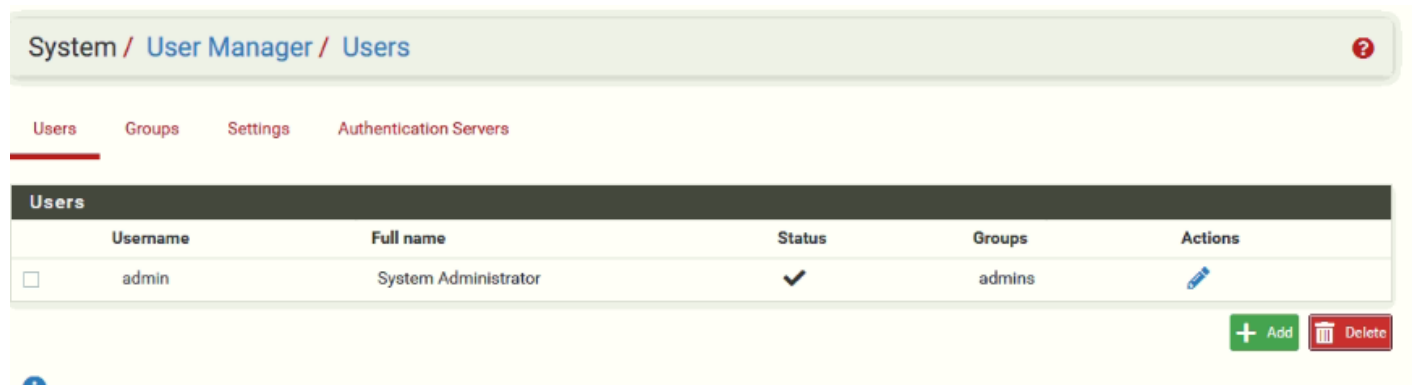 System / User Manager / Users
Users Groups Settings Authentication Servers
Users
Username Full name Status Groups Actions
admin System Administrator admins
Add Delete